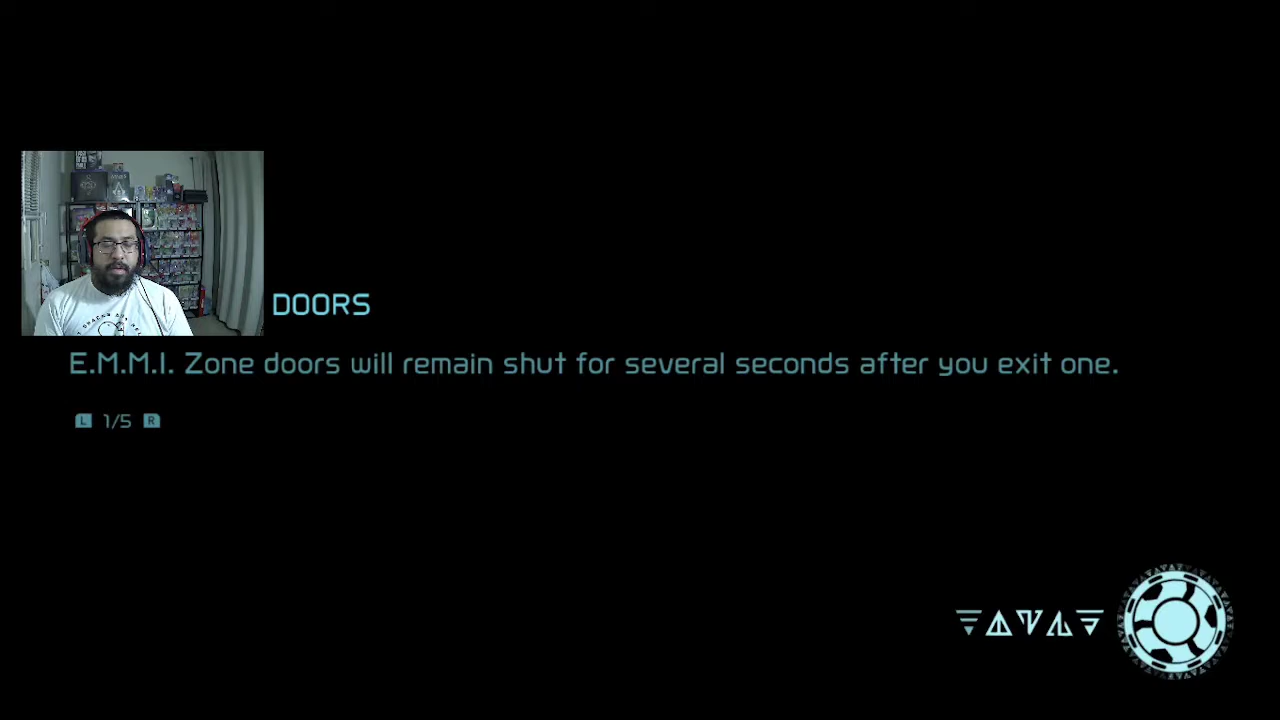 DOORS
E.M.M.I. Zone doors will remain shut for several seconds after you exit one.
L 1/5 R